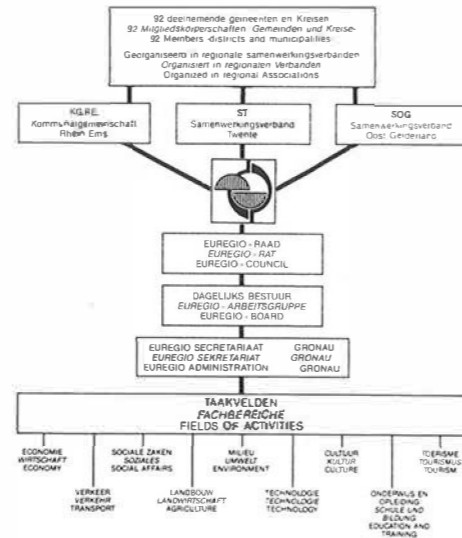 92 deelnemende gemeenten en Kreisen
92 Mitgliedskörperschaften Gemeinden und Kreise-
92 Members -districts and municipalities-
Georganiseerd in regionale samenwerkingsverbanden
Organisiert in regionalen Verbanden
Organized in regional Associations
KGRE
Kommunalgemeinschaft
Rhein Ems
ST
Samenwerkingsverband
Twente
SOG
Samenwerkingsverband
Oost Gelderland
EUREGIO - RAAD
EUREGIO - RAT
EUREGIO - COUNCIL
DAGELIJKS BESTUUR
EUREGIO - ARBEITSGRUPPE
EUREGIO - BOARD
EUREGIO SECRETARIAAT GRONAU
EUREGIO SEKRETARIAT GRONAU
EUREGIO ADMINISTRATION GRONAU
TAAKVELDEN
FACHBEREICHE
FIELDS OF ACTIVITIES
ECONOMIE
WIRTSCHAFT
ECONOMY
SOCIALE ZAKEN
SOZIALES
SOCIAL AFFAIRS
MILIEU
UMWELT
ENVIRONMENT
CULTUUR
KULTUR
CULTURE
TOERISME
TOURISMUS
TOURISM
VERKEER
VERKEHR
TRANSPORT
LANDBOUW
LANDWIRTSCHAFT
AGRICULTURE
TECHNOLOGIE
TECHNOLOGIE
TECHNOLOGY
ONDERWIJS EN
OPLEIDING
SCHULE UND
BILDUNG
EDUCATION AND
TRAINING